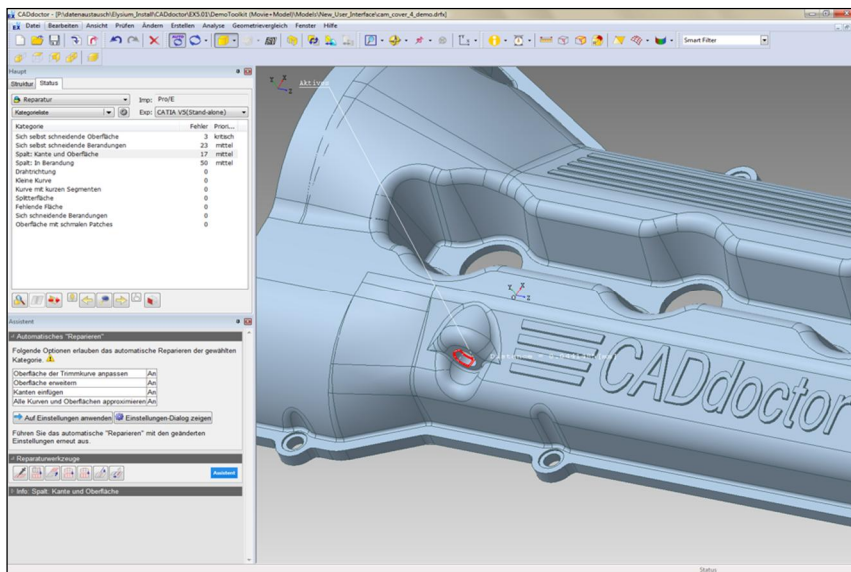 CADdoctor - [P:\datenaustausch\Elysium_Install\CADdoctor\EX5.01\DemoToolkit (Movie+Model)\Models\New_User_Interface\cam_cover_4_demo.drfx]
Datei Bearbeiten Ansicht Prüfen Ändern Erstellen Analyse Geometrievergleich Fenster Hilfe
Smart Filter
Haupt
Struktur Status
Reparatur Imp: Pro/E
Kategorieliste Exp: CATIA V5(Stand-alone)
Kategorie Fehler Priori...
Sich selbst schneidende Oberfläche 3 kritisch
Sich selbst schneidende Berandungen 23 mittel
Spalt: Kante und Oberfläche 17 mittel
Spalt: In Berandung 50 mittel
Drahtrichtung 0
Kleine Kurve 0
Kurve mit kurzen Segmenten 0
Splitterfläche 0
Fehlende Fläche 0
Sich schneidende Berandungen 0
Oberfläche mit schmalen Patches 0
Assistent
Automatisches "Reparieren"
Folgende Optionen erlauben das automatische Reparieren der gewählten
Kategorie.
Oberfläche der Trimmkurve anpassen An
Oberfläche erweitern An
Kanten einfügen An
Alle Kurven und Oberflächen approximieren An
Auf Einstellungen anwenden Einstellungen-Dialog zeigen
Führen Sie das automatische "Reparieren" mit den geänderten
Einstellungen erneut aus.
Reparaturwerkzeuge
Assistent
Info: Spalt: Kante und Oberfläche
Y X Z
Aktives
Y X
O Z
Distance =
CADdoctor
Status